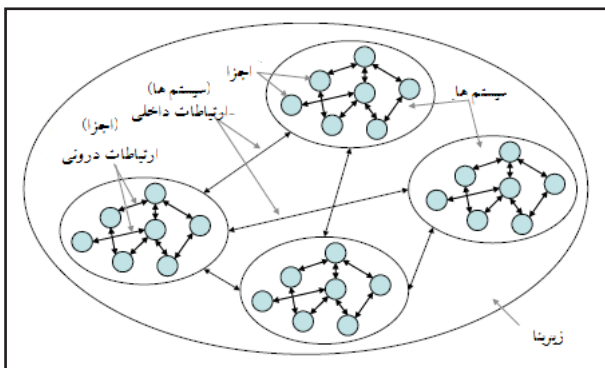 اجزا
سیستم ها
(سیستم ها)
ارتباطات داخلی
(اجزا)
ارتباطات درونی
زیربنا